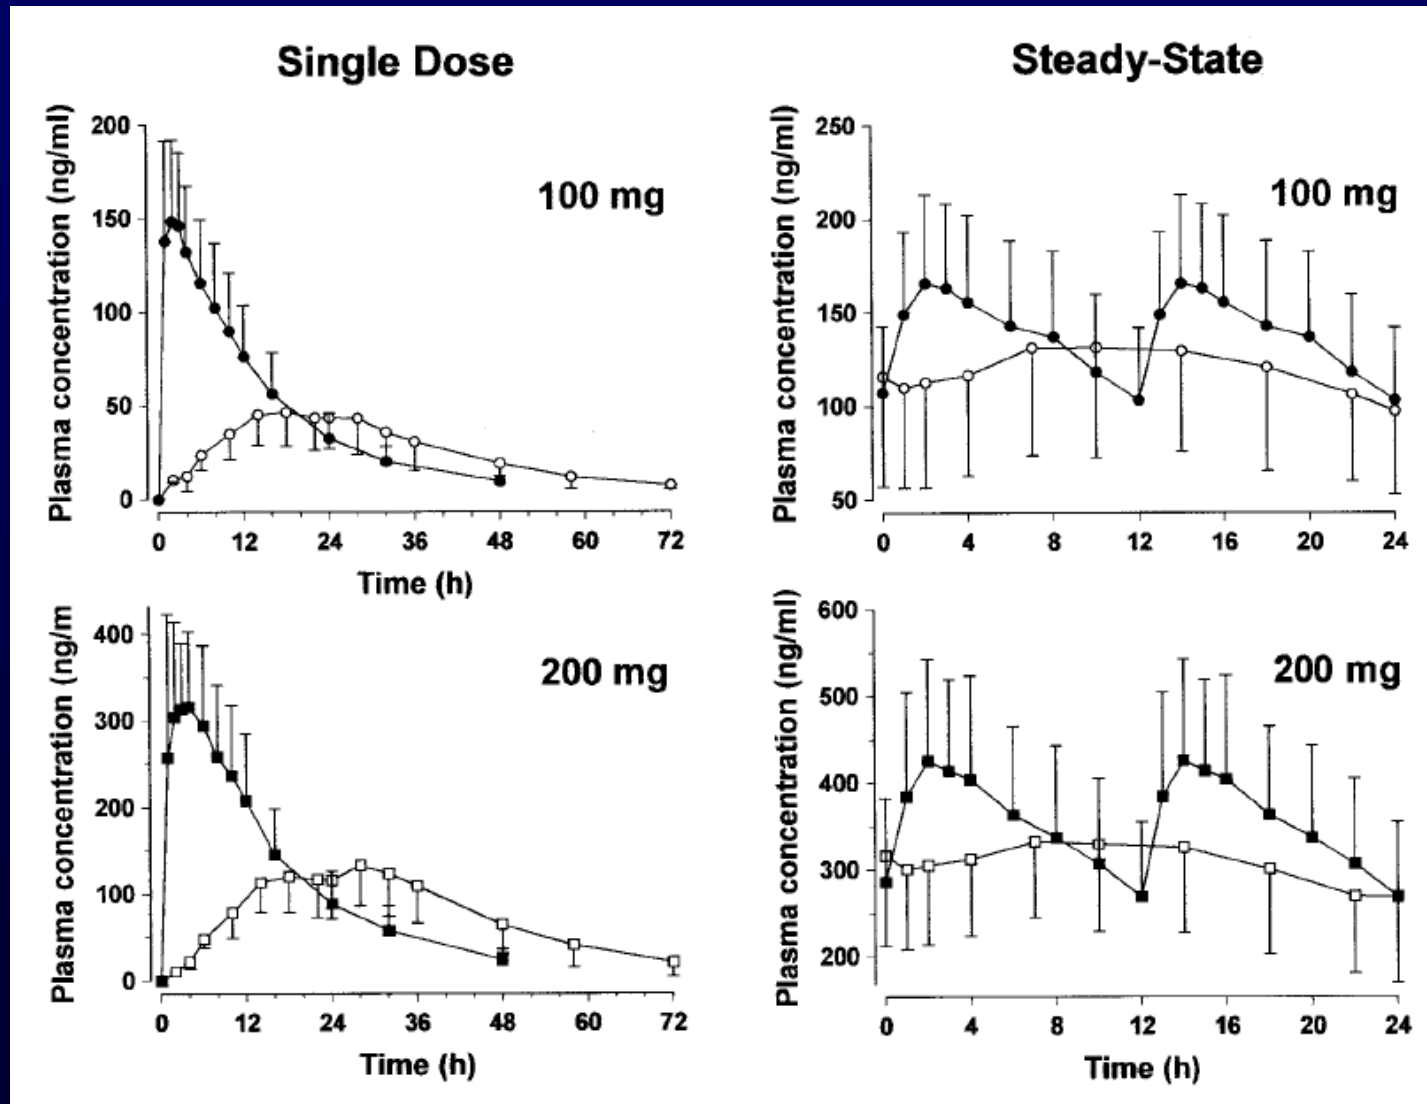 Single Dose
Steady-State
Plasma concentration (ng/ml)
200
150
100
50
0
100 mg
0 12 24 36 48 60 72
Time (h)
Plasma concentration (ng/ml)
250
200
150
100
50
100 mg
0 4 8 12 16 20 24
Plasma concentration (ng/m
400
300
200
100
0
200 mg
0 12 24 36 48 60 72
Time (h)
Plasma concentration (ng/ml)
600
500
400
300
200
200 mg
0 4 8 12 16 20 24
Time (h)